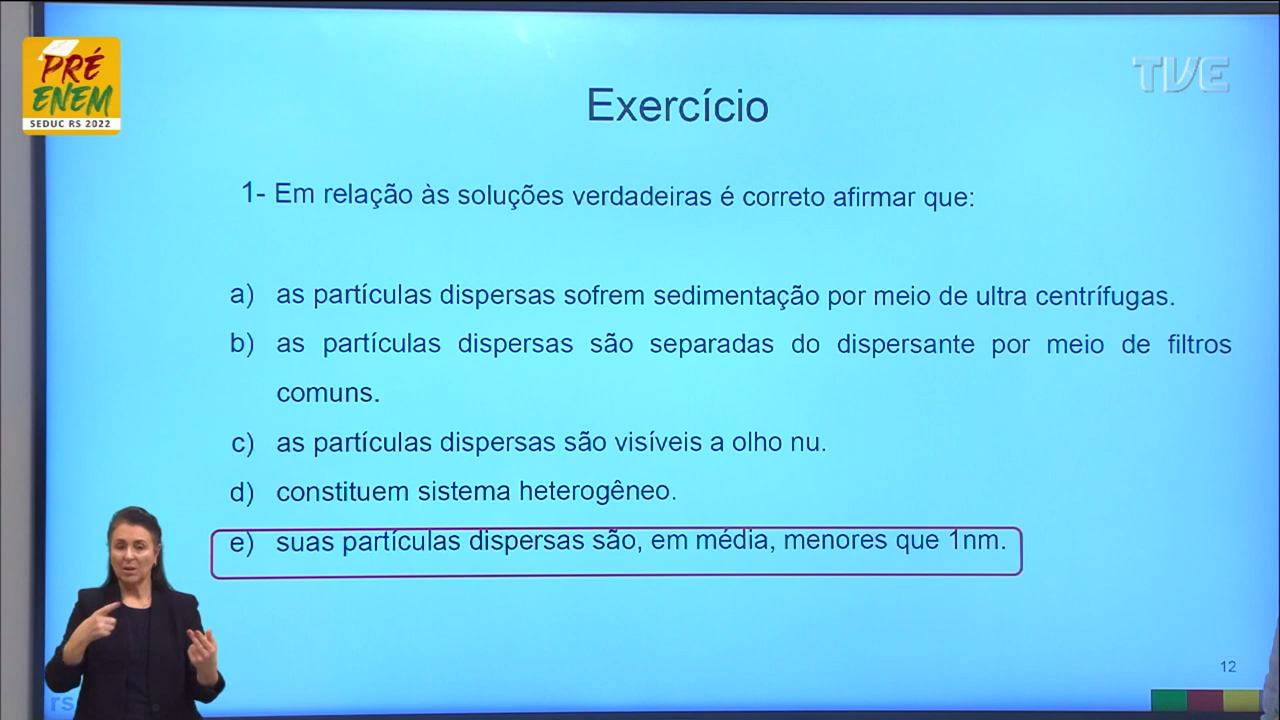 PRÉ
ENEM
SEDUC RS 2022
TVE
Exercício
1- Em relação às soluções verdadeiras é correto afirmar que:
a) as partículas dispersas sofrem sedimentação por meio de ultra centrífugas.
b) as partículas dispersas são separadas do dispersante por meio de filtros
comuns.
c) as partículas dispersas são visíveis a olho nu.
d) constituem sistema heterogêneo.
e) suas partículas dispersas são, em média, menores que 1nm.
12
rs